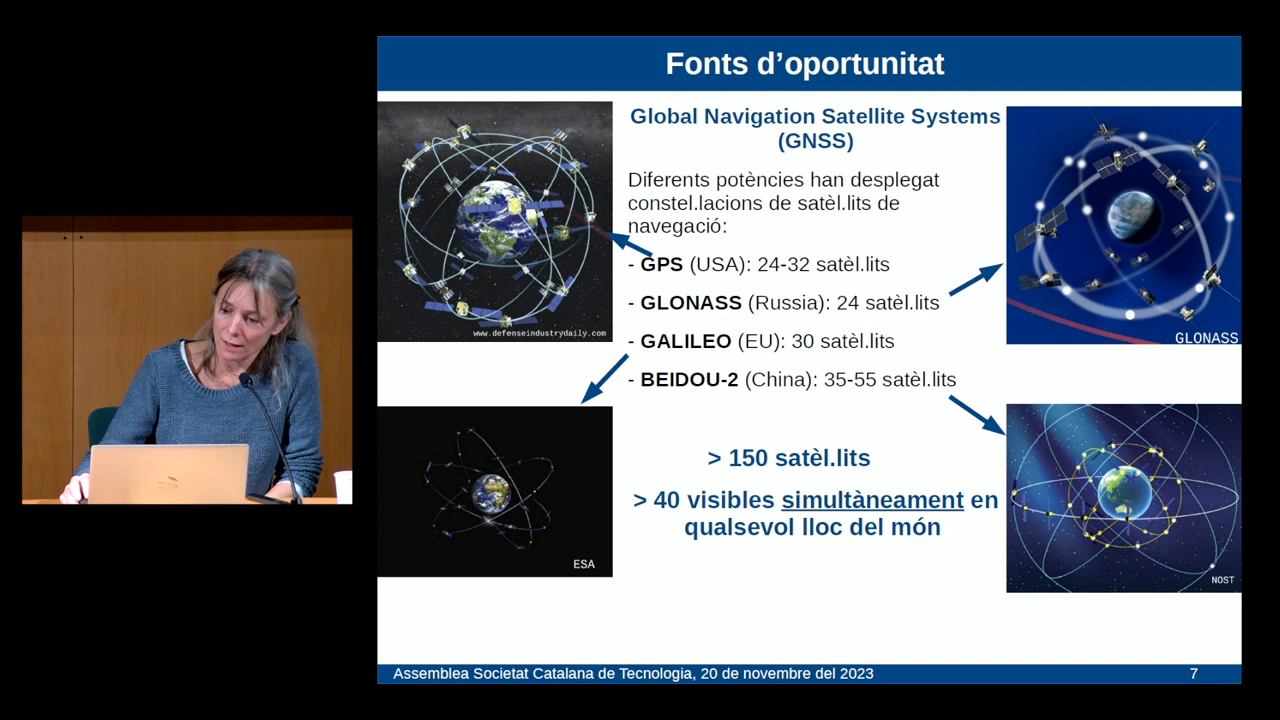 Fonts d’oportunitat
Global Navigation Satellite Systems
(GNSS)
Diferents potències han desplegat
constel.lacions de satèl.lits de
navegació:
- GPS (USA): 24-32 satèl.lits
- GLONASS (Russia): 24 satèl.lits
- GALILEO (EU): 30 satèl.lits
- BEIDOU-2 (China): 35-55 satèl.lits
> 150 satèl.lits
> 40 visibles simultàneament en
qualsevol lloc del món
www.defenseindustrydaily.com
GLONASS
ESA
NOST
Assemblea Societat Catalana de Tecnologia, 20 de novembre del 2023
7